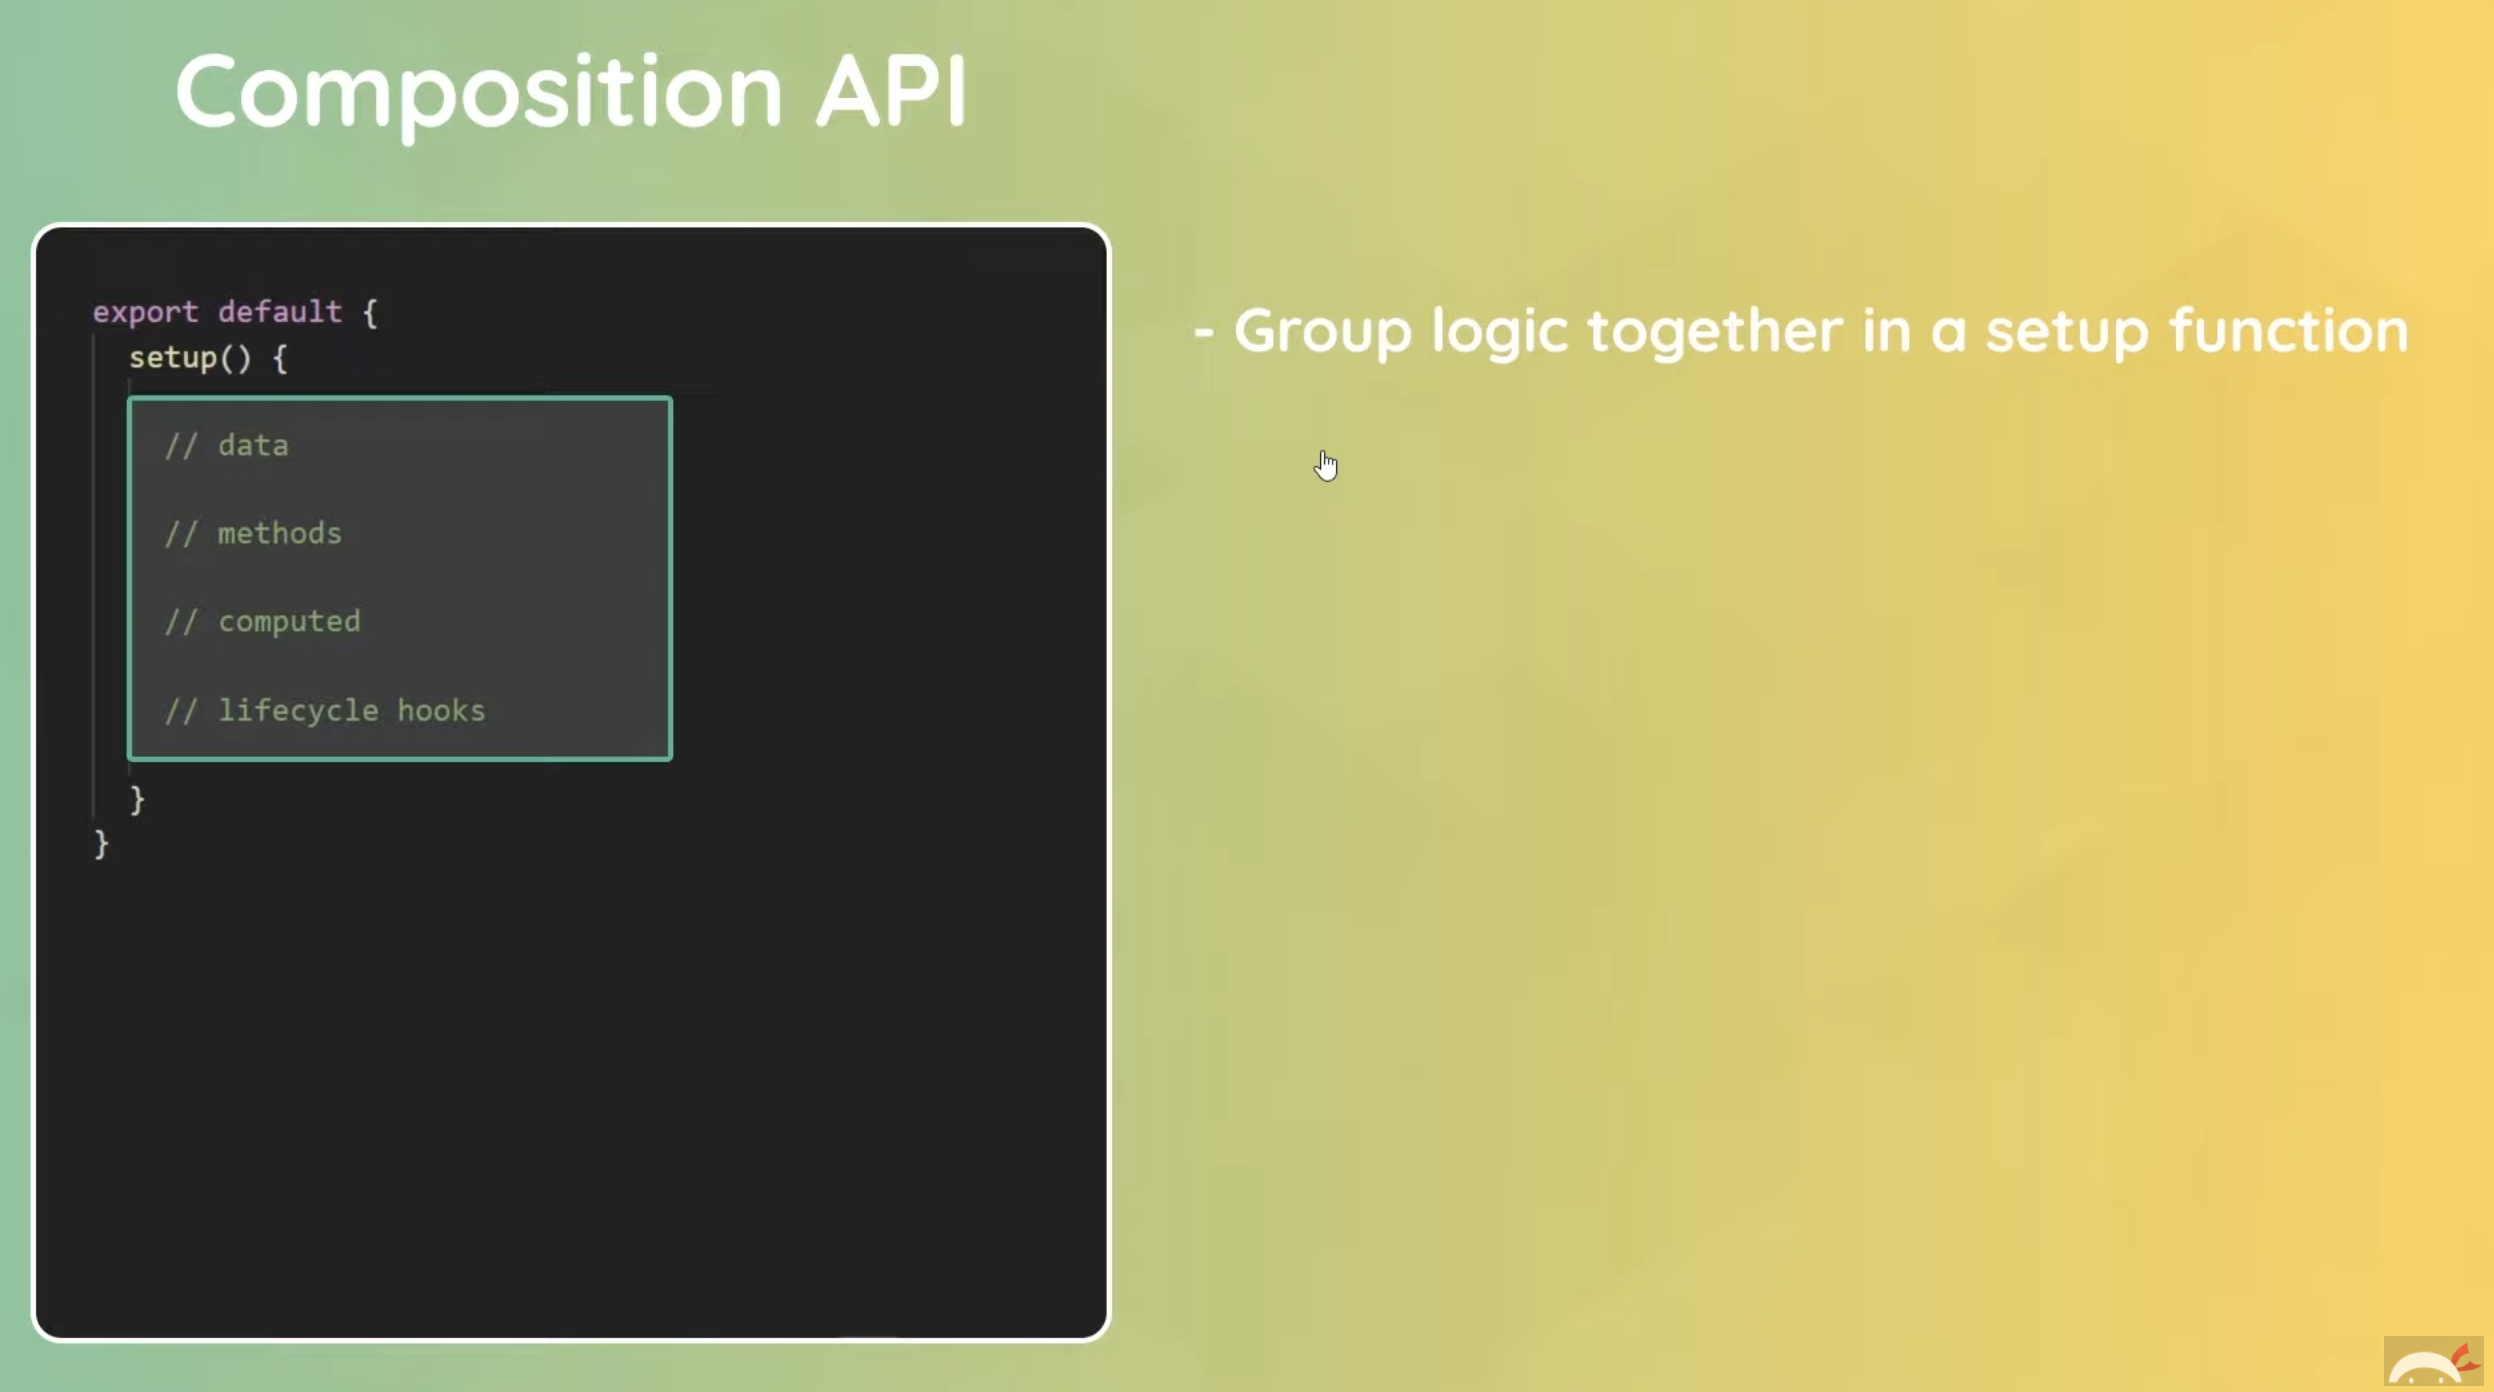 Composition API
export default {
setup() {
// data
// methods
// computed
// lifecycle hooks
}
}
- Group logic together in a setup function